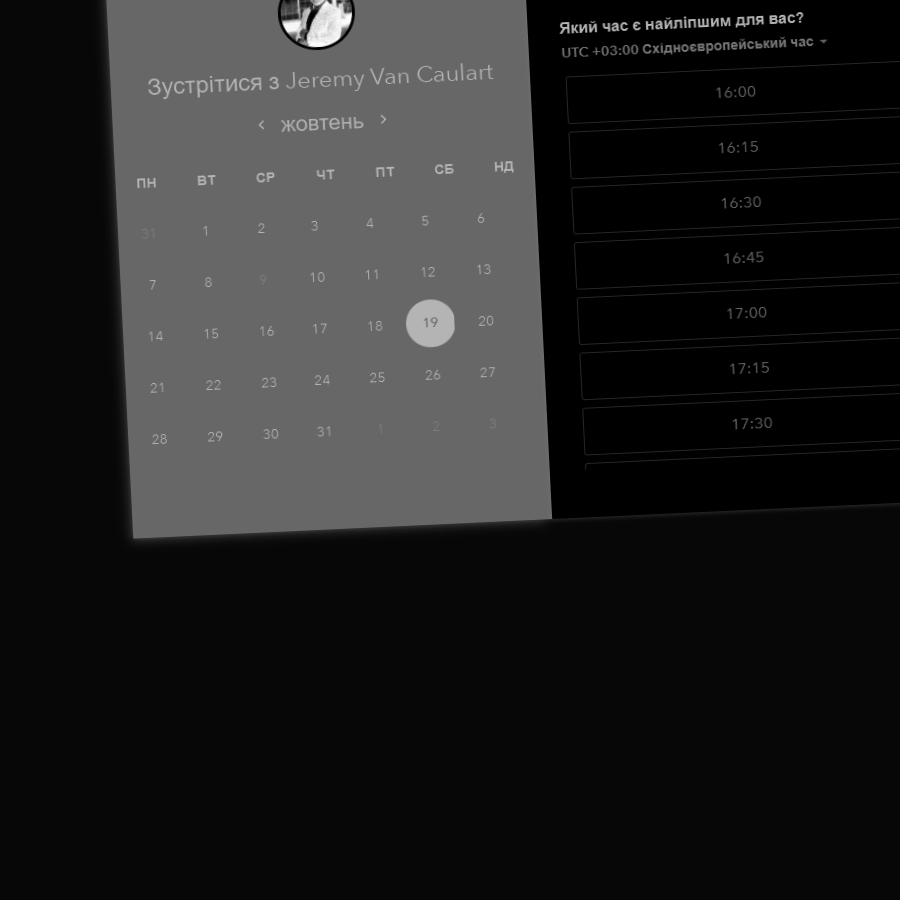 Зустрітися з Jeremy Van Caulart
жовтень
ПН ВТ СР ЧТ ПТ СБ НД
31 1 2 3 4 5 6
7 8 9 10 11 12 13
14 15 16 17 18 19 20
21 22 23 24 25 26 27
28 29 30 31 1 2 3
Який час є найліпшим для вас?
UTC +03:00 Східноєвропейський час
16:00
16:15
16:30
16:45
17:00
17:15
17:30